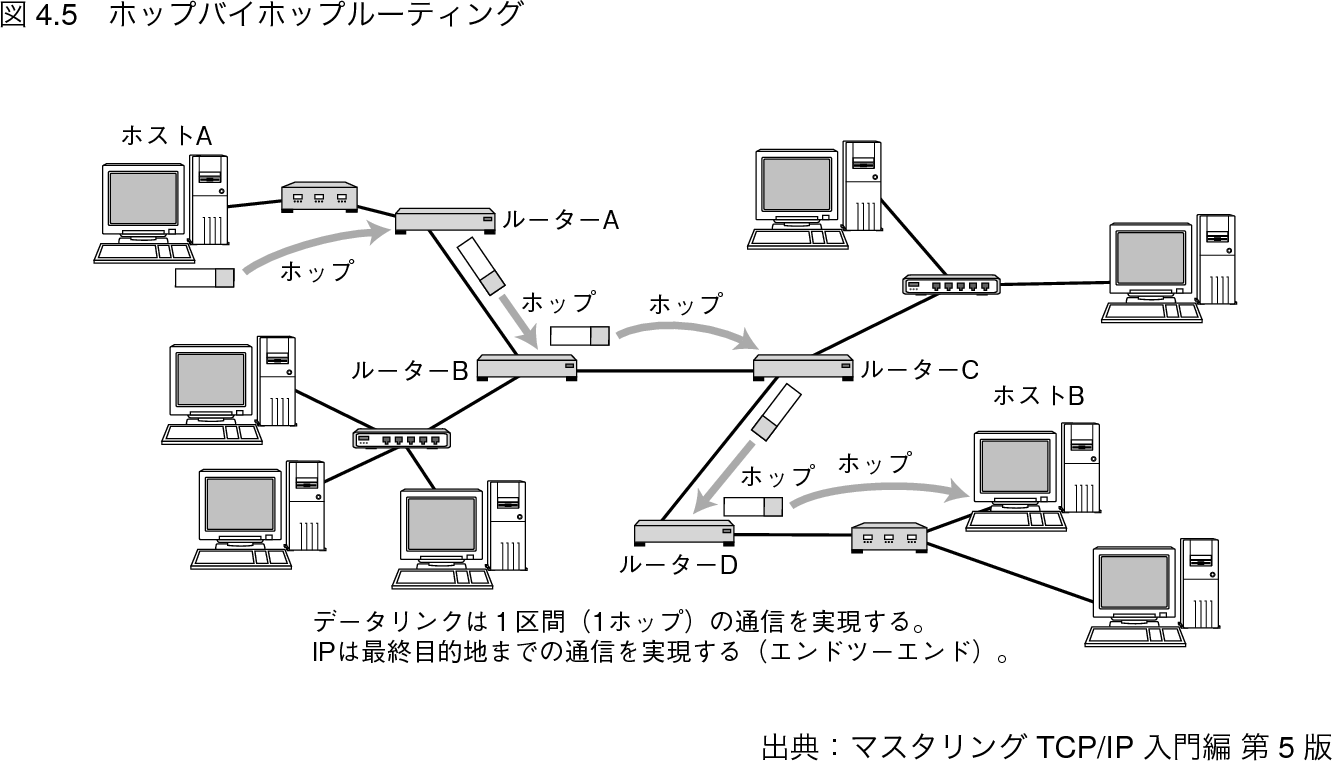 図 4.5 ホップバイホップルーティング
ホストA
ルーターA
ホップ
ホップ
ホップ
ルーターB
ルーターC
ホストB
ホップ
ホップ
ルーターD
データリンクは1区間（1ホップ）の通信を実現する。
IPは最終目的地までの通信を実現する（エンドツーエンド）。
出典：マスタリング TCP/IP 入門編 第 5 版